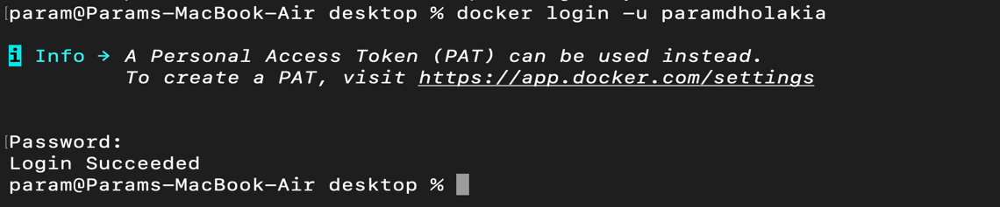 [param@Params-MacBook-Air desktop % docker login -u paramdholakia
i Info → A Personal Access Token (PAT) can be used instead.
To create a PAT, visit https://app.docker.com/settings
[Password:
Login Succeeded
param@Params-MacBook-Air desktop %